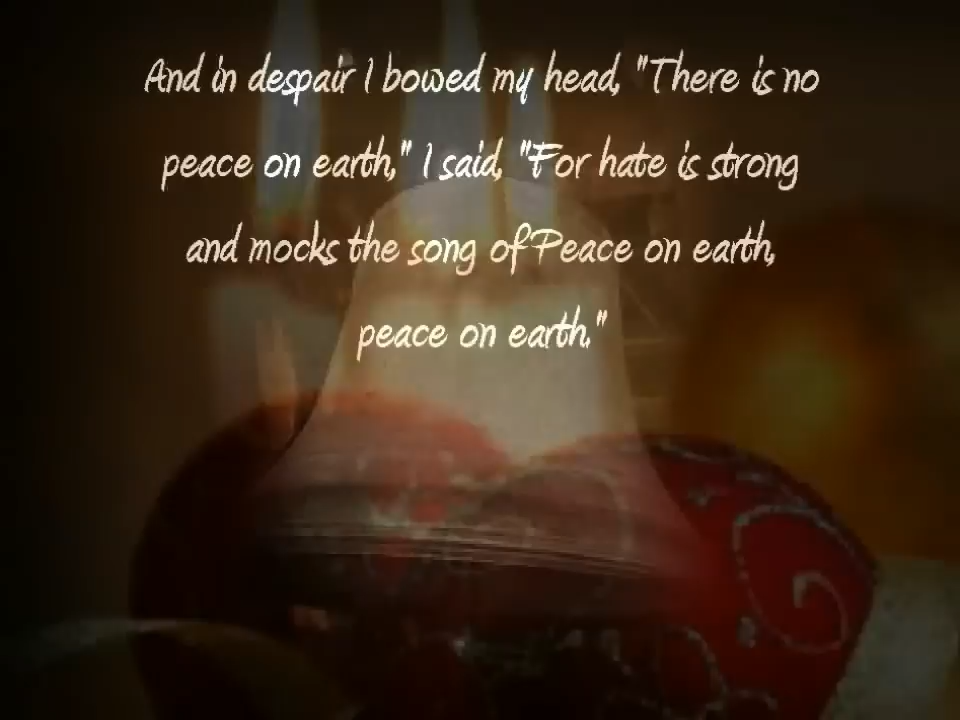 And in despair I bowed my head, "There is no
peace on earth," I said, "For hate is strong
and mocks the song of Peace on earth,
peace on earth."